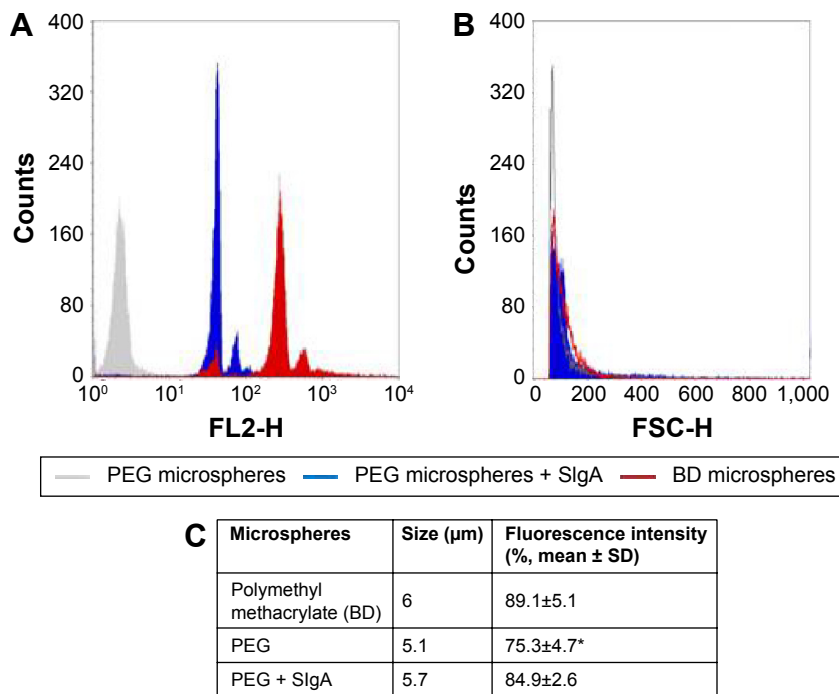 A
400
320
240
160
80
0
Counts
10⁰ 10¹ 10² 10³ 10⁴
FL2-H
B
400
320
240
160
80
0
Counts
0 200 400 600 800 1,000
FSC-H
PEG microspheres PEG microspheres + SIgA BD microspheres
C
Microspheres Size (µm) Fluorescence intensity
(%, mean ± SD)
Polymethyl
methacrylate (BD) 6 89.1±5.1
PEG 5.1 75.3±4.7*
PEG + SIgA 5.7 84.9±2.6